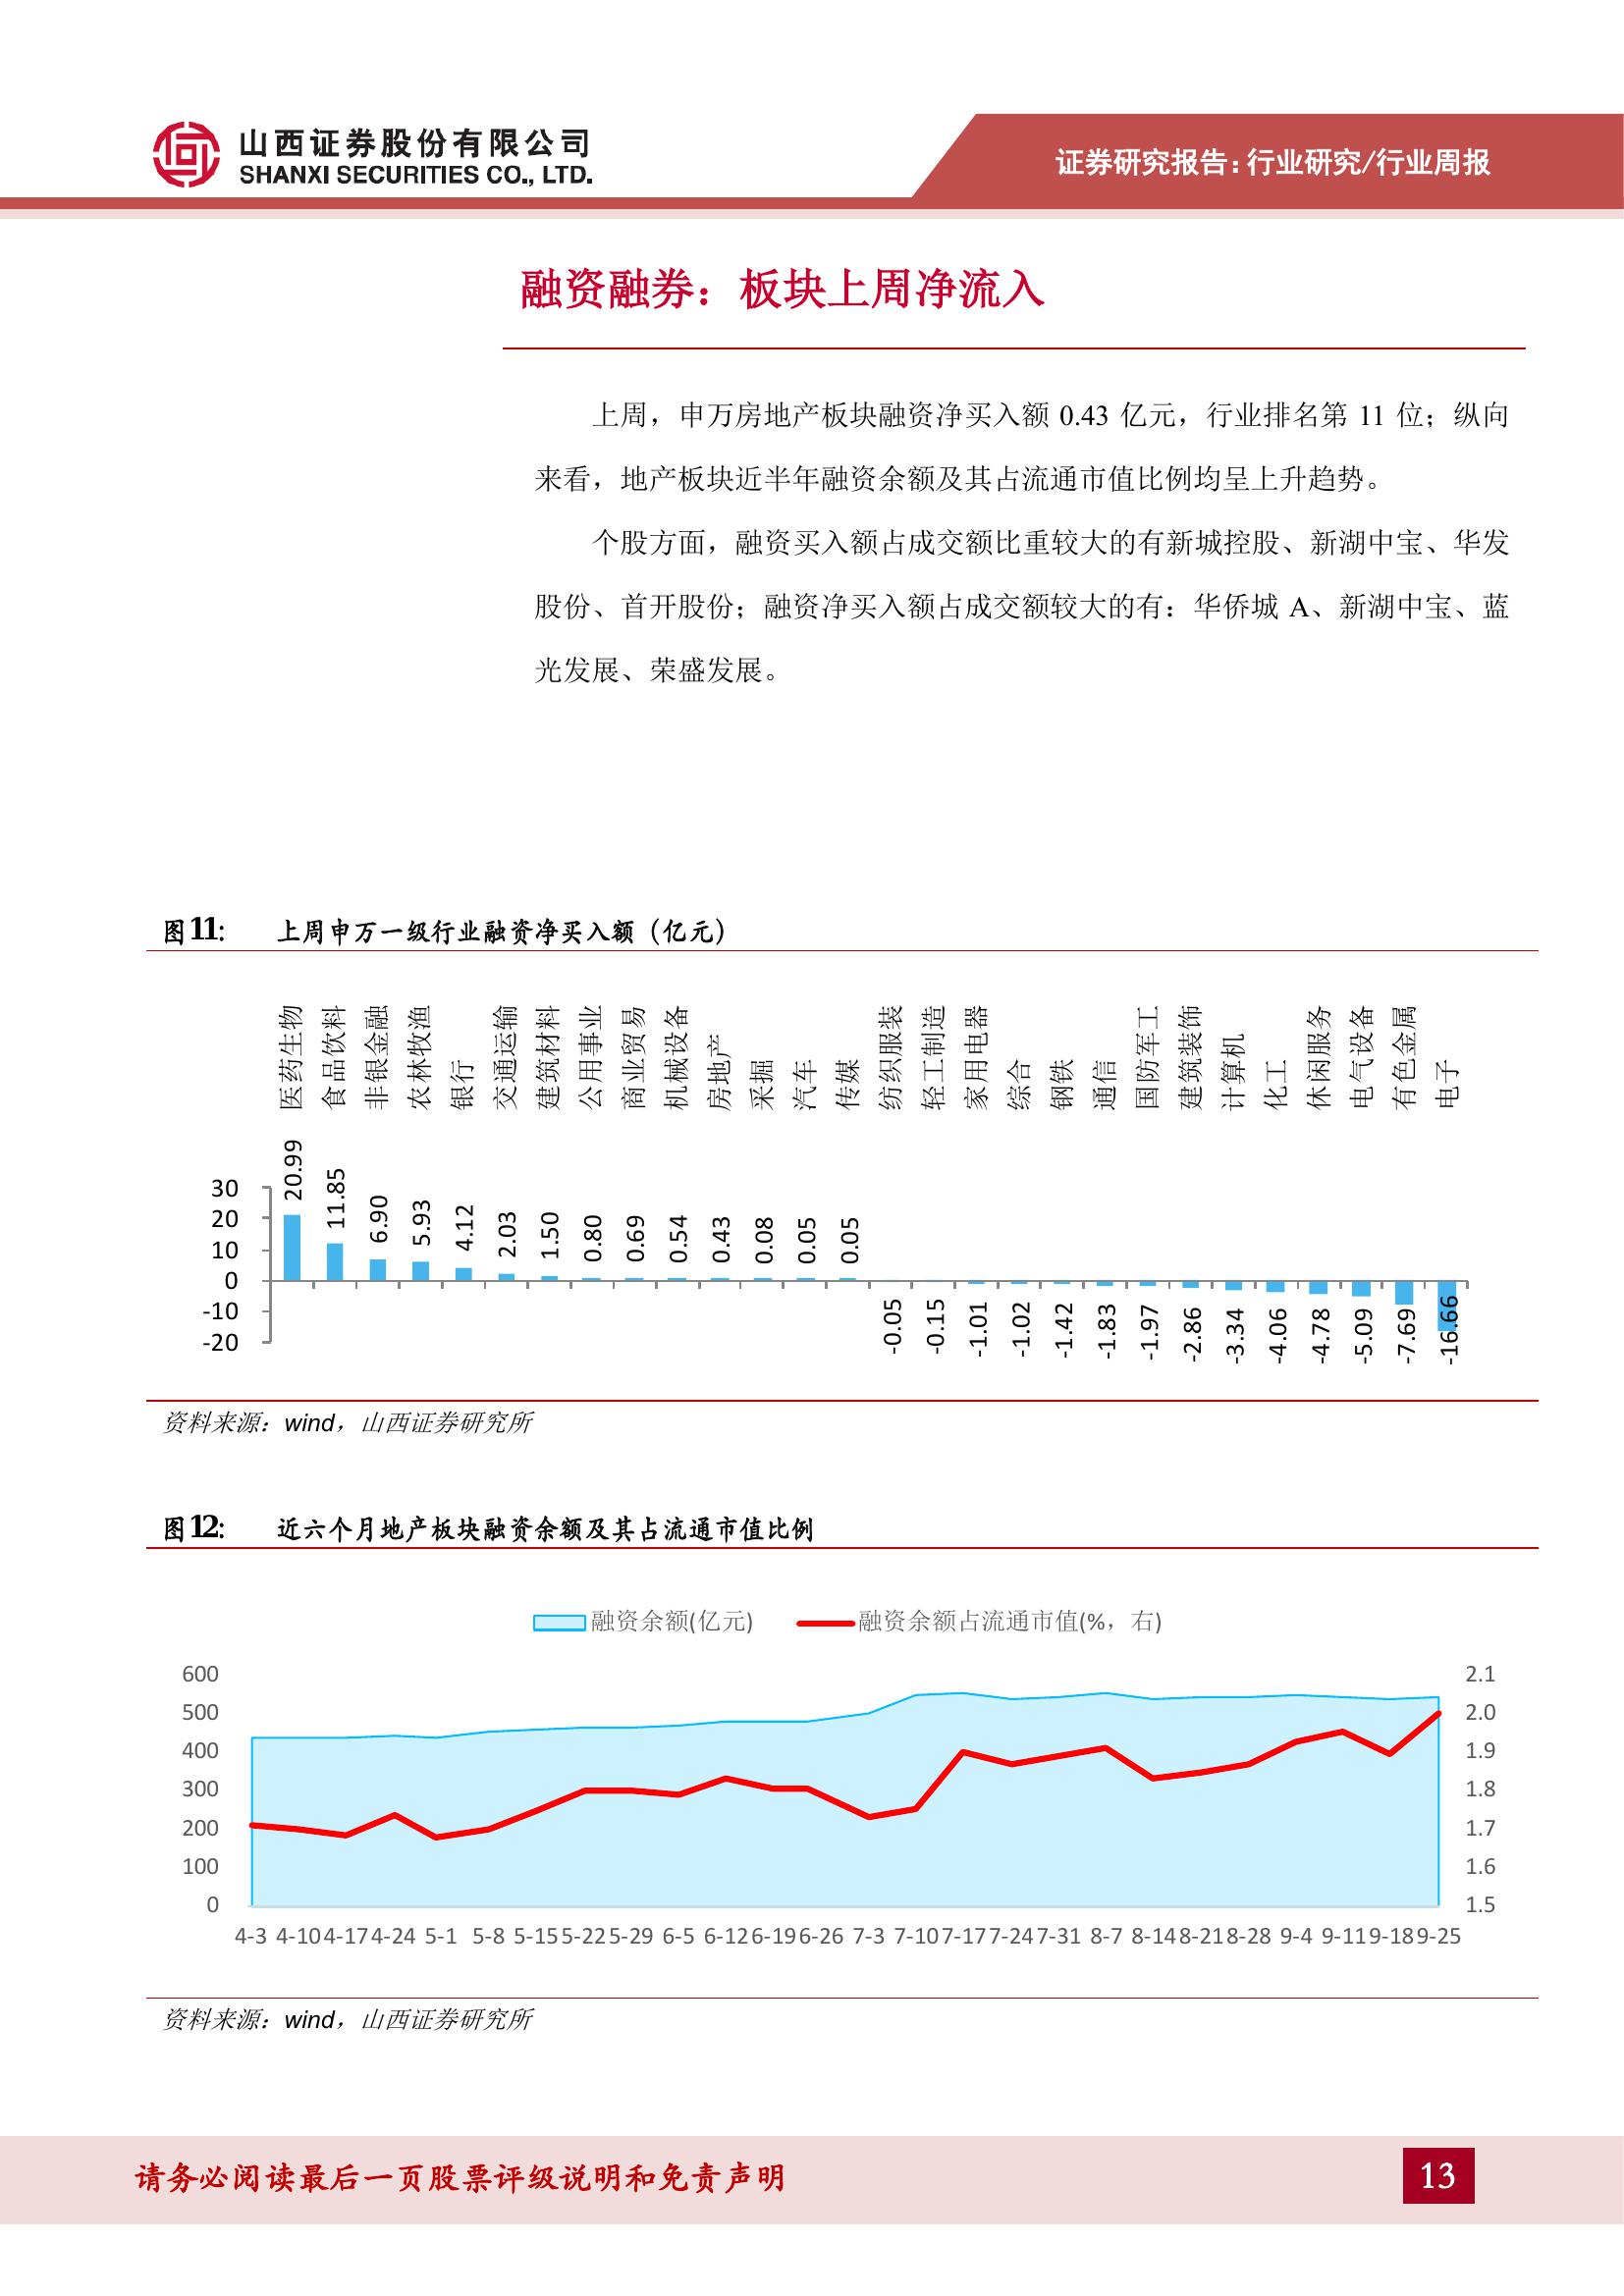 山西证券股份有限公司
SHANXI SECURITIES CO., LTD.
证券研究报告:行业研究/行业周报
融资融券：板块上周净流入
上周，申万房地产板块融资净买入额 0.43 亿元，行业排名第 11 位；纵向
来看，地产板块近半年融资余额及其占流通市值比例均呈上升趋势。
个股方面，融资买入额占成交额比重较大的有新城控股、新湖中宝、华发
股份、首开股份；融资净买入额占成交额较大的有：华侨城 A、新湖中宝、蓝
光发展、荣盛发展。
图 11: 上周申万一级行业融资净买入额（亿元）
医药生物 食品饮料 非银金融 农林牧渔 银行 交通运输 建筑材料 公用事业 商业贸易 机械设备 房地产 采掘 汽车 传媒 纺织服装 轻工制造 家用电器 综合 钢铁 通信 国防军工 建筑装饰 计算机 化工 休闲服务 电气设备 有色金属 电子
20.99 11.85 6.90 5.93 4.12 2.03 1.50 0.80 0.69 0.54 0.43 0.08 0.05 0.05
30
20
10
0
-10
-20
-0.05 -0.15 -1.01 -1.02 -1.42 -1.83 -1.97 -2.86 -3.34 -4.06 -4.78 -5.09 -7.69 -16.66
资料来源：wind，山西证券研究所
图 12: 近六个月地产板块融资余额及其占流通市值比例
融资余额(亿元) 融资余额占流通市值(%，右)
600 2.1
500 2.0
400 1.9
300 1.8
200 1.7
100 1.6
0 1.5
4-3 4-10 4-17 4-24 5-1 5-8 5-15 5-22 5-29 6-5 6-12 6-19 6-26 7-3 7-10 7-17 7-24 7-31 8-7 8-14 8-21 8-28 9-4 9-11 9-18 9-25
资料来源：wind，山西证券研究所
请务必阅读最后一页股票评级说明和免责声明 13